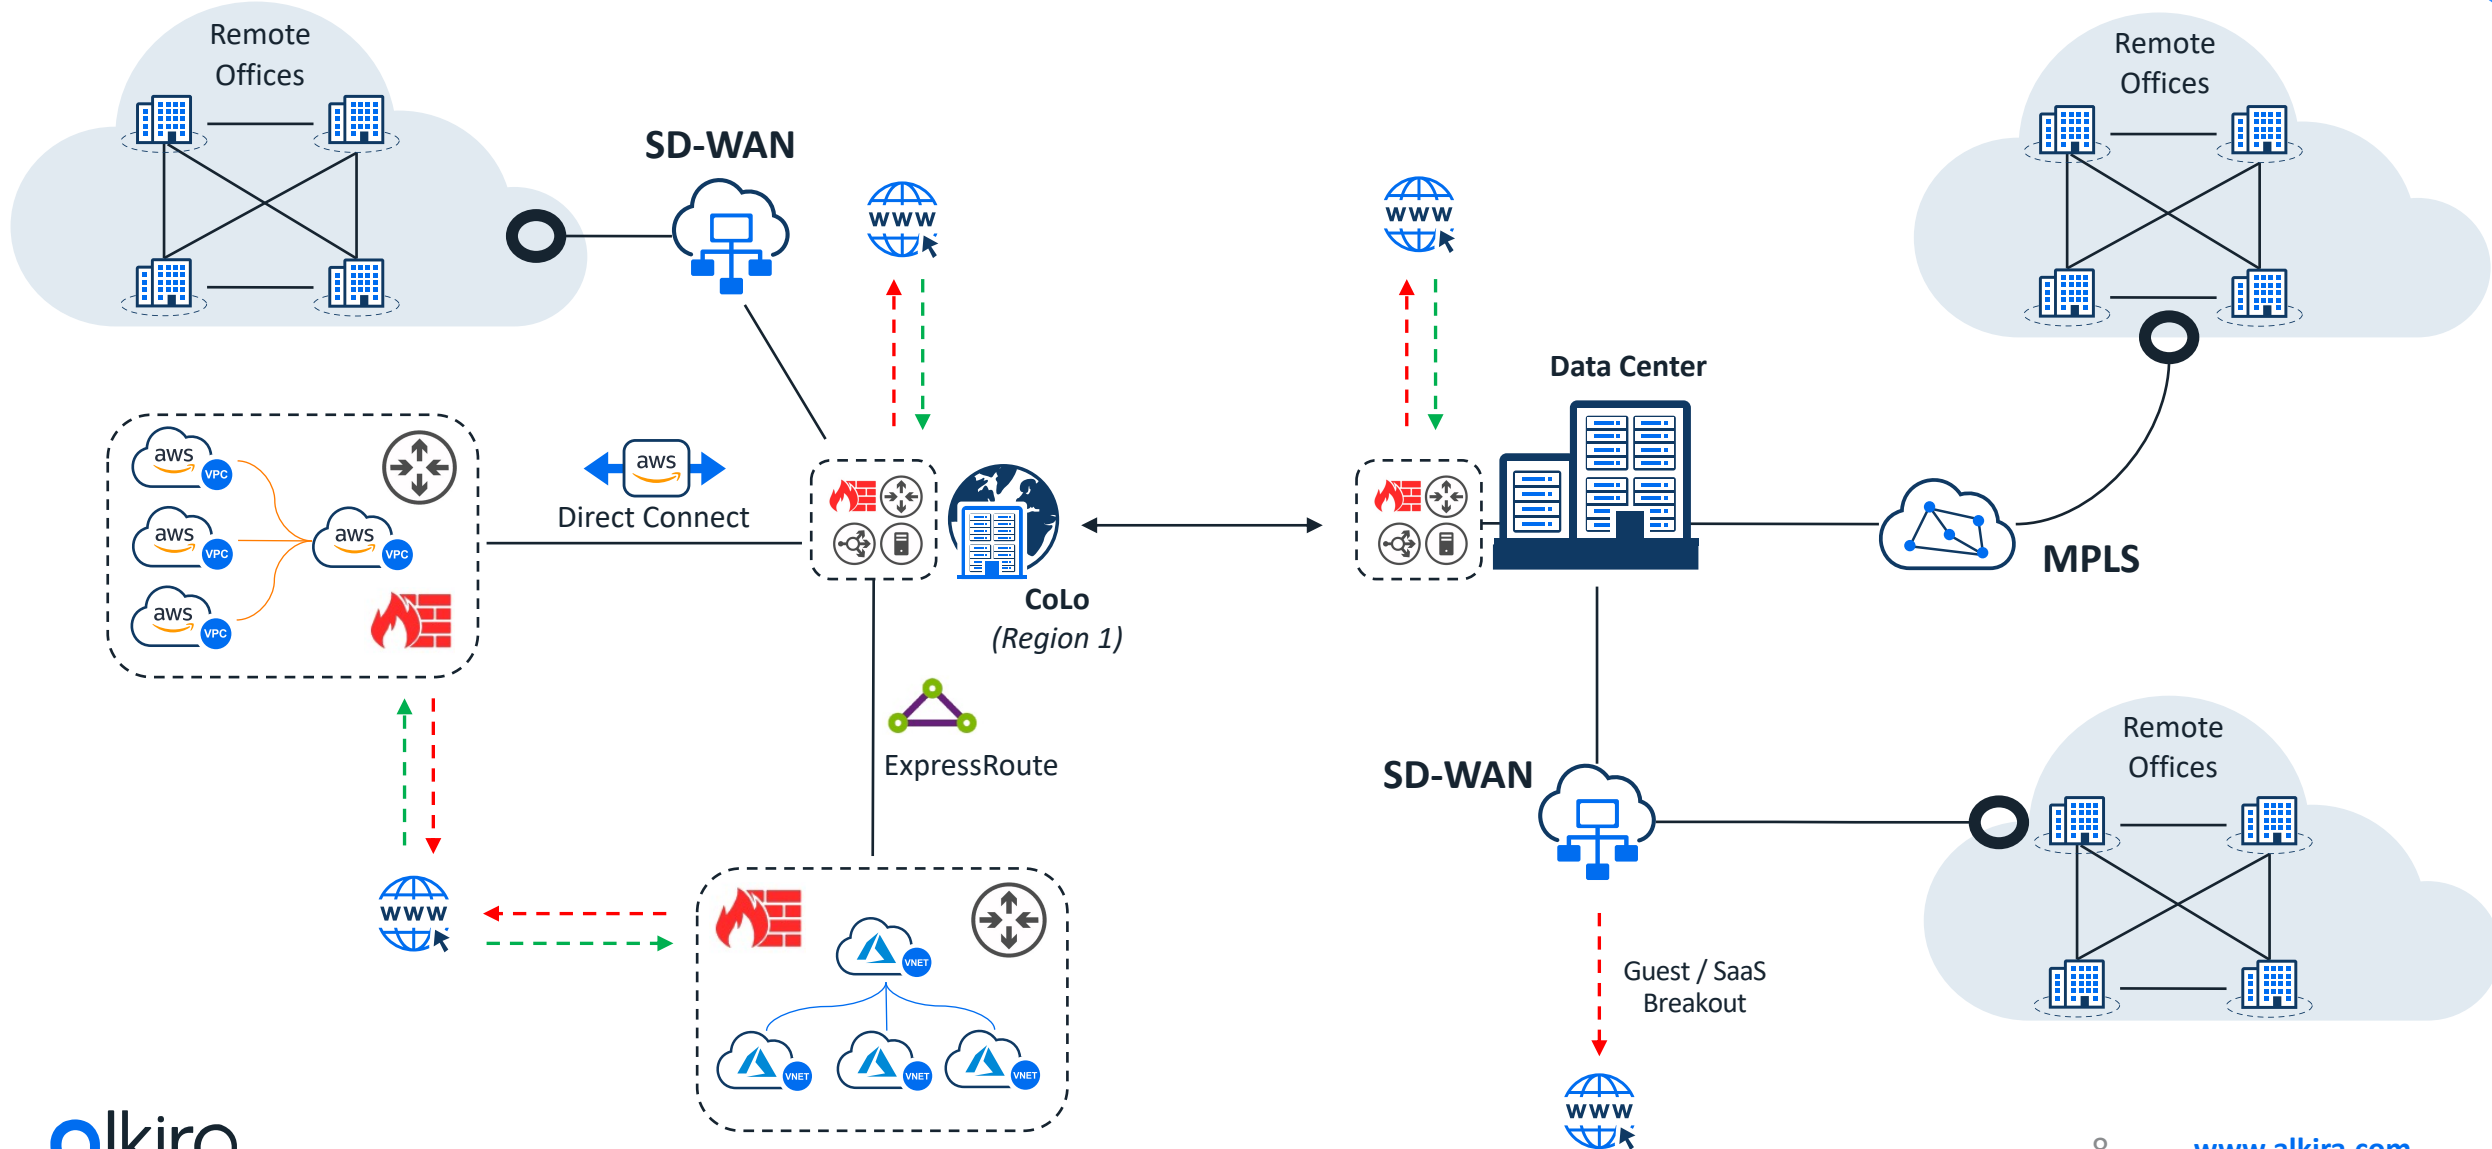 Remote
Offices
Remote
Offices
SD-WAN
www
www
Data Center
aws
VPC
aws
VPC
aws
VPC
aws
VPC
aws
Direct Connect
CoLo
(Region 1)
MPLS
ExpressRoute
SD-WAN
Remote
Offices
www
VNET
VNET
VNET
VNET
Guest / SaaS
Breakout
www
alkira
www.alkira.com